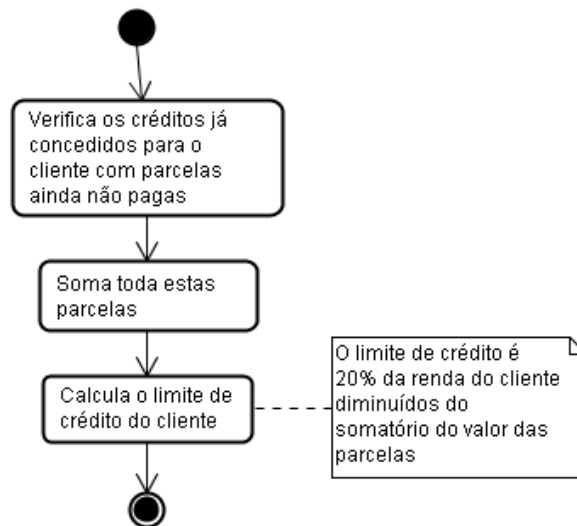 Verifica os créditos já
concedidos para o
cliente com parcelas
ainda não pagas
Soma toda estas
parcelas
Calcula o limite de
crédito do cliente
O limite de crédito é
20% da renda do cliente
diminuídos do
somatório do valor das
parcelas